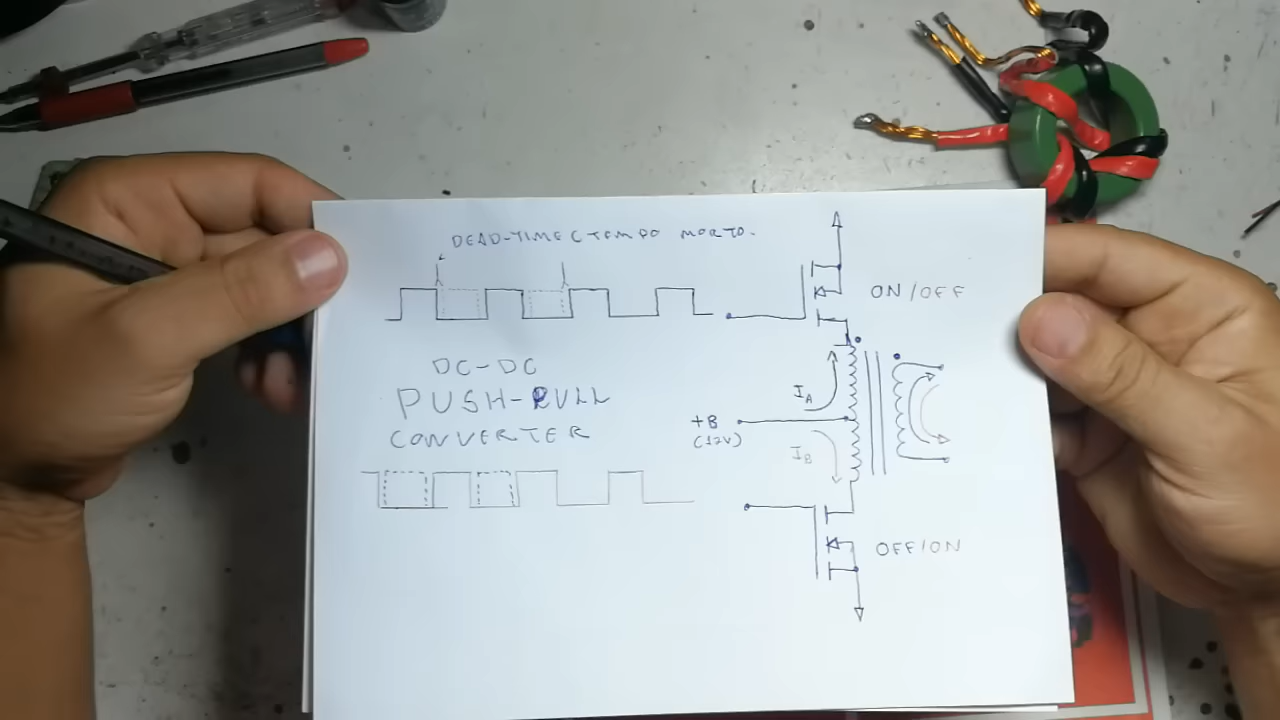 DEAD-TIME (TEMPO MORTO.
ON/OFF
DC-DC
PUSH-PULL
CONVERTER
IA
+B
(12V)
IB
OFF/ON